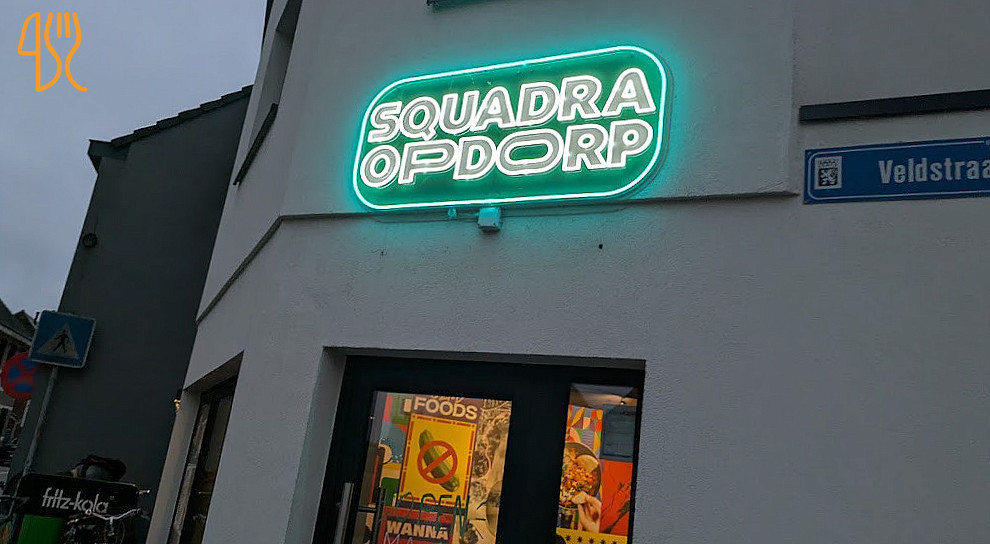 SQUADRA
OPDORP
Veldstraa
FOODS
WANNA
fritz-kola